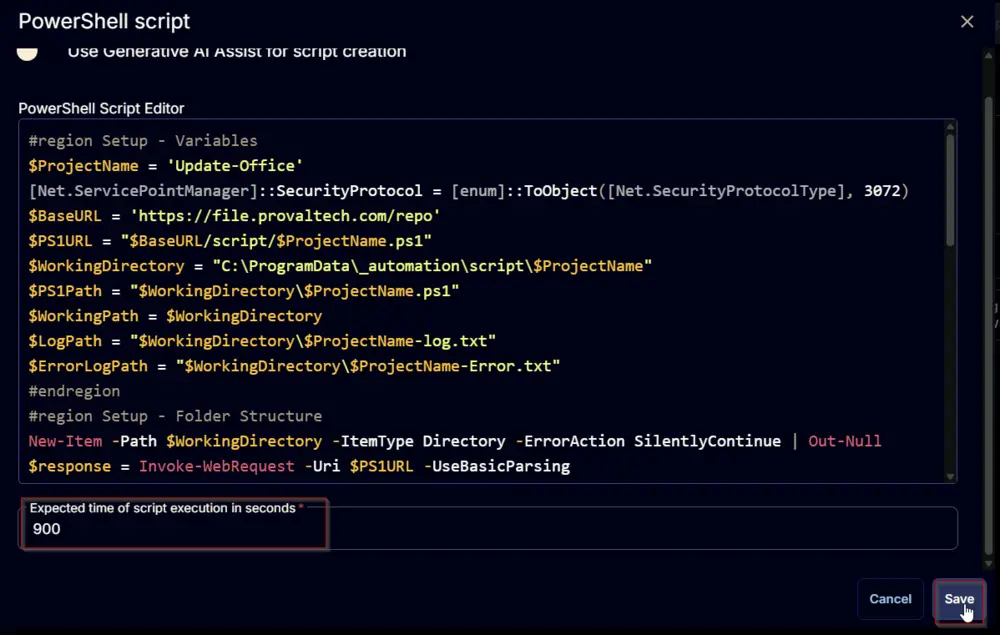 PowerShell script
Use Generative AI Assist for script creation
PowerShell Script Editor
#region Setup - Variables
$ProjectName = 'Update-Office'
[Net.ServicePointManager]::SecurityProtocol = [enum]::ToObject([Net.SecurityProtocolType], 3072)
$BaseURL = 'https://file.provaltech.com/repo'
$PS1URL = "$BaseURL/script/$ProjectName.ps1"
$WorkingDirectory = "C:\ProgramData\_automation\script\$ProjectName"
$PS1Path = "$WorkingDirectory\$ProjectName.ps1"
$WorkingPath = $WorkingDirectory
$LogPath = "$WorkingDirectory\$ProjectName-log.txt"
$ErrorLogPath = "$WorkingDirectory\$ProjectName-Error.txt"
#endregion
#region Setup - Folder Structure
New-Item -Path $WorkingDirectory -ItemType Directory -ErrorAction SilentlyContinue | Out-Null
$response = Invoke-WebRequest -Uri $PS1URL -UseBasicParsing
Expected time of script execution in seconds *
900
Cancel
Save